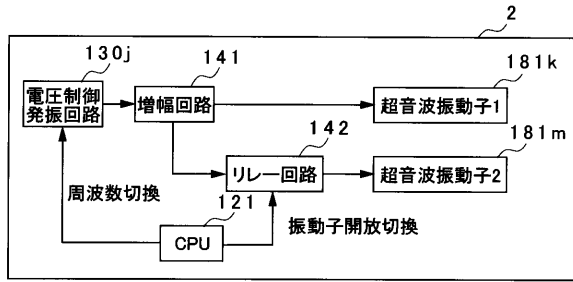 2
130j
141
181k
電圧制御
発振回路
増幅回路
超音波振動子1
142
181m
リレー回路
超音波振動子2
周波数切換
121
CPU
振動子開放切換